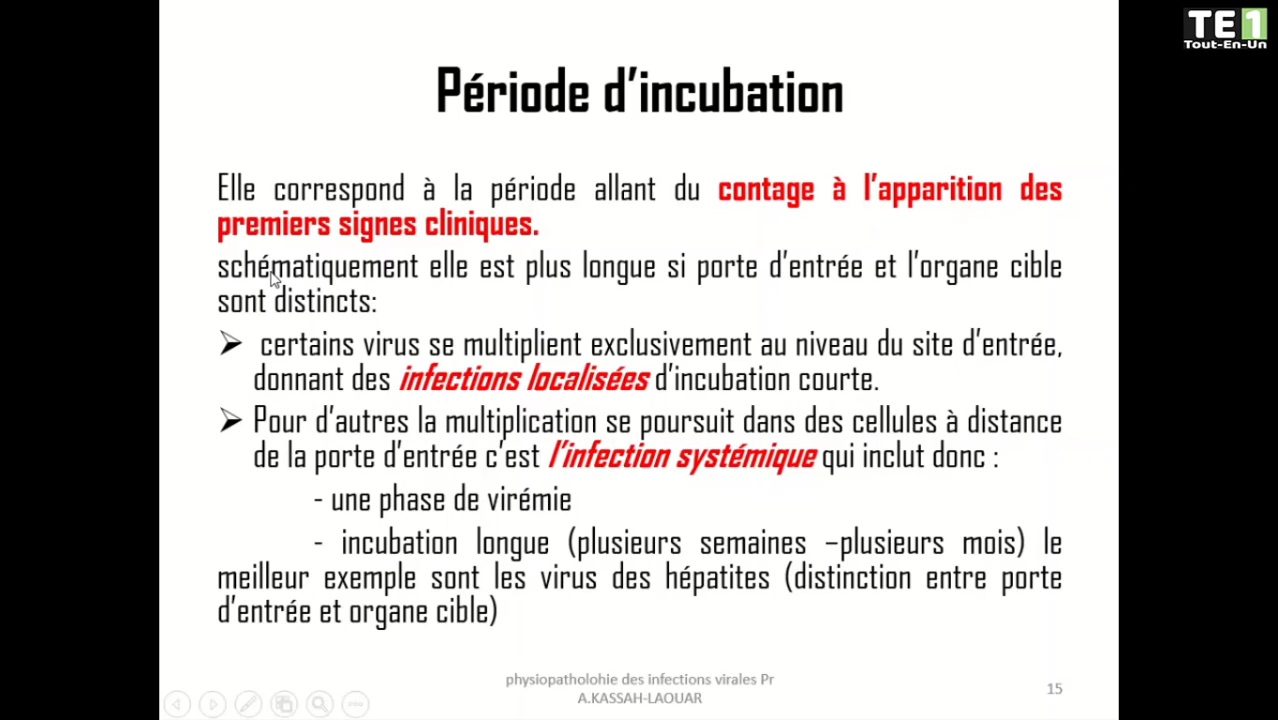 TE1
Tout-En-Un
Période d'incubation
Elle correspond à la période allant du contage à l'apparition des
premiers signes cliniques.
schématiquement elle est plus longue si porte d'entrée et l'organe cible
sont distincts:
➢ certains virus se multiplient exclusivement au niveau du site d'entrée,
donnant des infections localisées d'incubation courte.
➢ Pour d'autres la multiplication se poursuit dans des cellules à distance
de la porte d'entrée c'est l'infection systémique qui inclut donc :
- une phase de virémie
- incubation longue (plusieurs semaines –plusieurs mois) le
meilleur exemple sont les virus des hépatites (distinction entre porte
d'entrée et organe cible)
physiopatholohie des infections virales Pr
A.KASSAH-LAOUAR
15